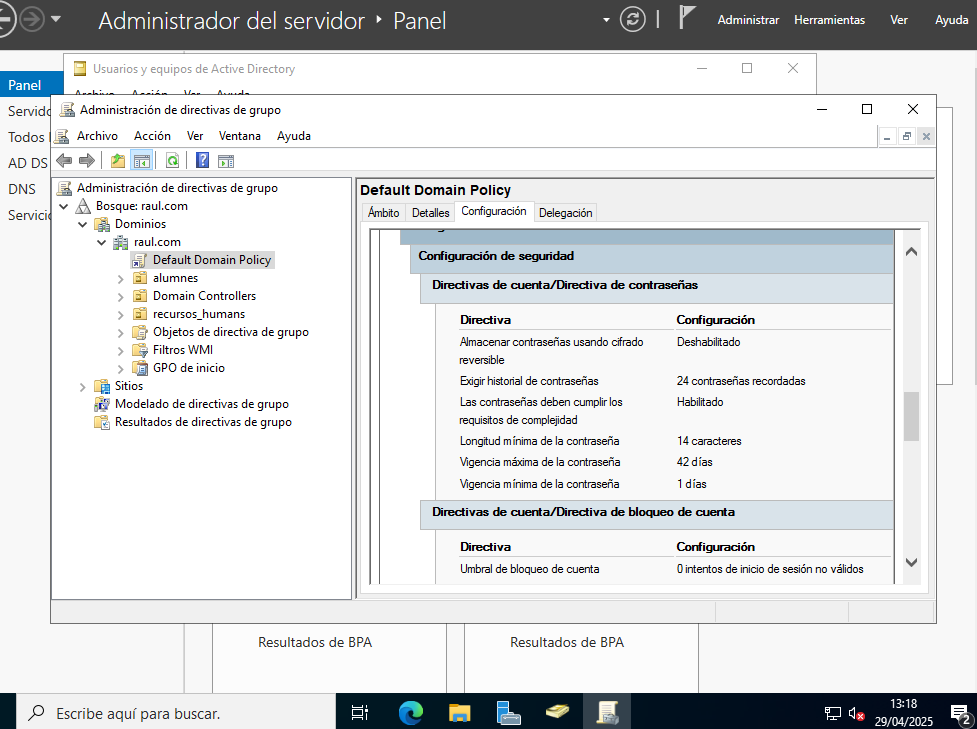 Administrador del servidor ‣ Panel
Administrar Herramientas Ver Ayuda
Usuarios y equipos de Active Directory
Archivo Acción Ver Ayuda
Panel
Todos
AD DS
DNS
Administración de directivas de grupo
Archivo Acción Ver Ventana Ayuda
Administración de directivas de grupo
Bosque: raul.com
Dominios
raul.com
Default Domain Policy
alumnes
Domain Controllers
recursos_humans
Objetos de directiva de grupo
Filtros WMI
GPO de inicio
Sitios
Modelado de directivas de grupo
Resultados de directivas de grupo
Default Domain Policy
Ámbito Detalles Configuración Delegación
Configuración de seguridad
Directivas de cuenta/Directiva de contraseñas
Directiva Configuración
Almacenar contraseñas usando cifrado Deshabilitado
reversible
Exigir historial de contraseñas 24 contraseñas recordadas
Las contraseñas deben cumplir los Habilitado
requisitos de complejidad
Longitud mínima de la contraseña 14 caracteres
Vigencia máxima de la contraseña 42 días
Vigencia mínima de la contraseña 1 días
Directivas de cuenta/Directiva de bloqueo de cuenta
Directiva Configuración
Umbral de bloqueo de cuenta 0 intentos de inicio de sesión no válidos
Resultados de BPA Resultados de BPA
Escribe aquí para buscar.
13:18
29/04/2025
2